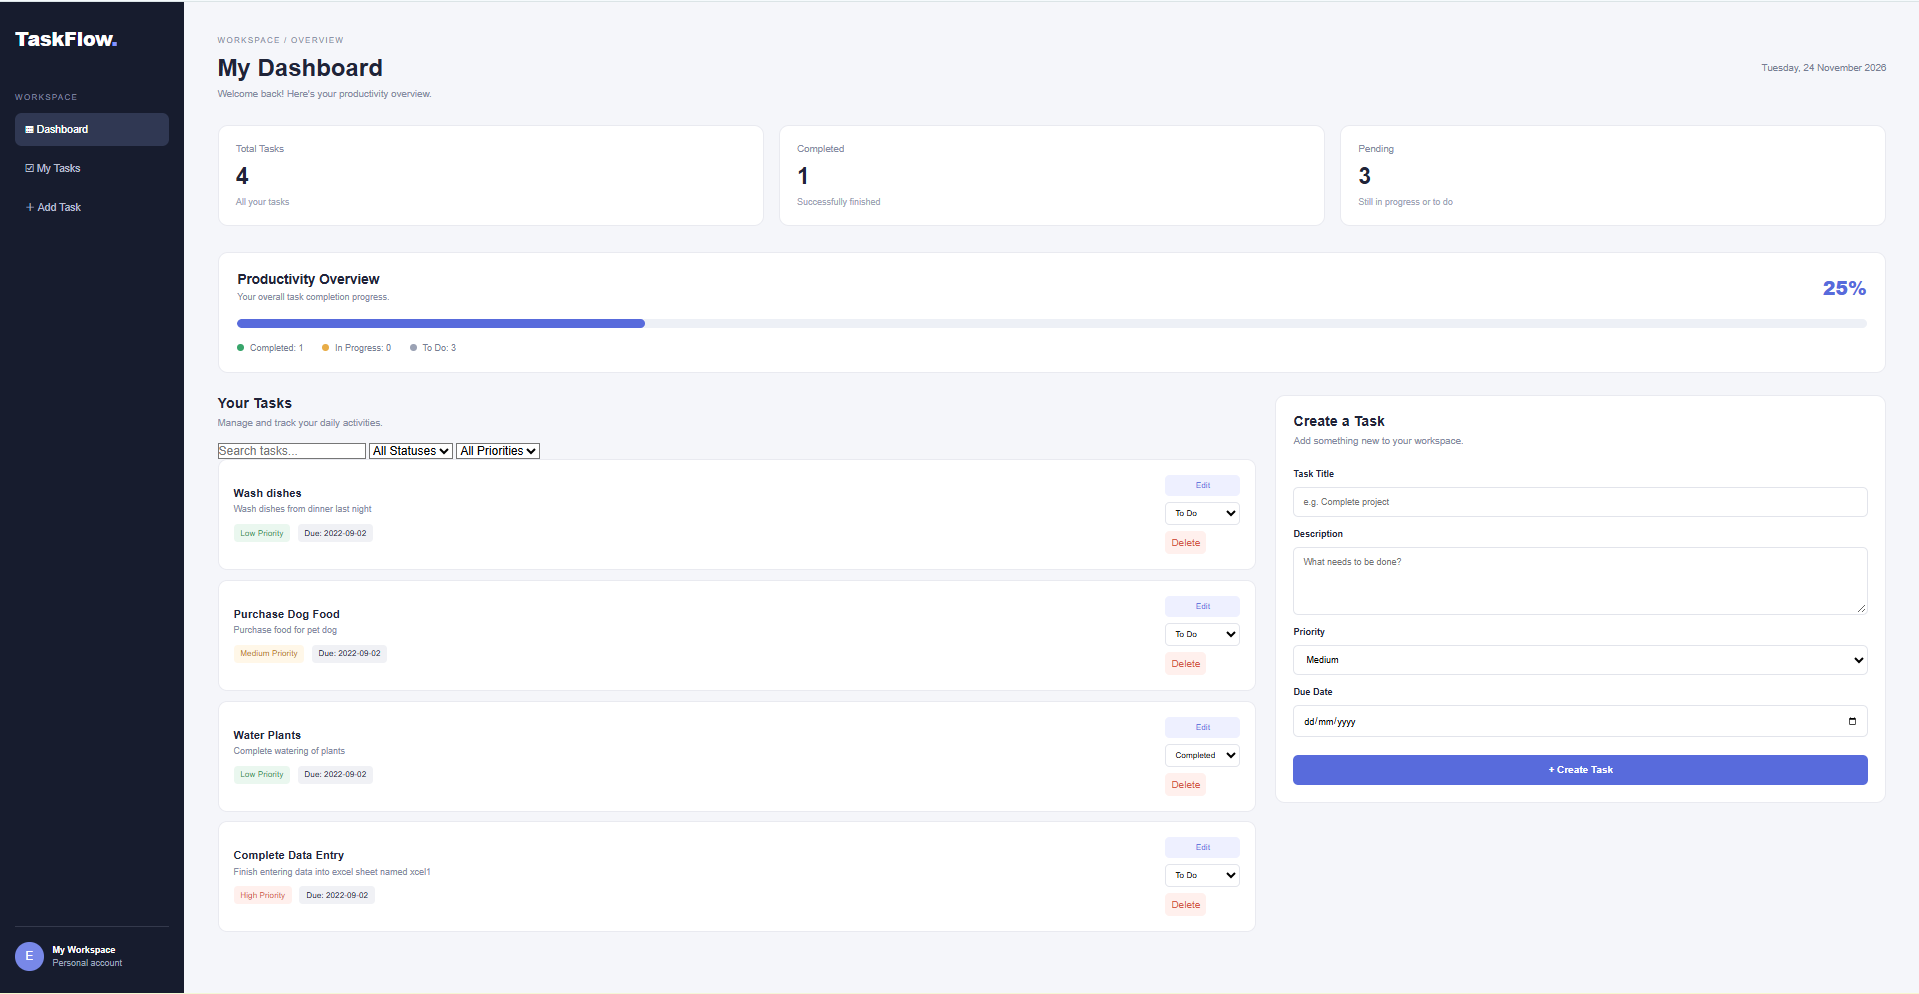 TaskFlow.
WORKSPACE
Dashboard
My Tasks
+ Add Task
E
My Workspace
Personal account
WORKSPACE / OVERVIEW
My Dashboard
Welcome back! Here's your productivity overview.
Tuesday, 24 November 2026
Total Tasks
4
All your tasks
Completed
1
Successfully finished
Pending
3
Still in progress or to do
Productivity Overview
Your overall task completion progress.
25%
Completed: 1 In Progress: 0 To Do: 3
Your Tasks
Manage and track your daily activities.
Search tasks... All Statuses All Priorities
Wash dishes
Wash dishes from dinner last night
Low Priority Due: 2022-09-02
Edit
To Do
Delete
Purchase Dog Food
Purchase food for pet dog
Medium Priority Due: 2022-09-02
Edit
To Do
Delete
Water Plants
Complete watering of plants
Low Priority Due: 2022-09-02
Edit
Completed
Delete
Complete Data Entry
Finish entering data into excel sheet named xcel1
High Priority Due: 2022-09-02
Edit
To Do
Delete
Create a Task
Add something new to your workspace.
Task Title
e.g. Complete project
Description
What needs to be done?
Priority
Medium
Due Date
dd/mm/yyyy
+ Create Task